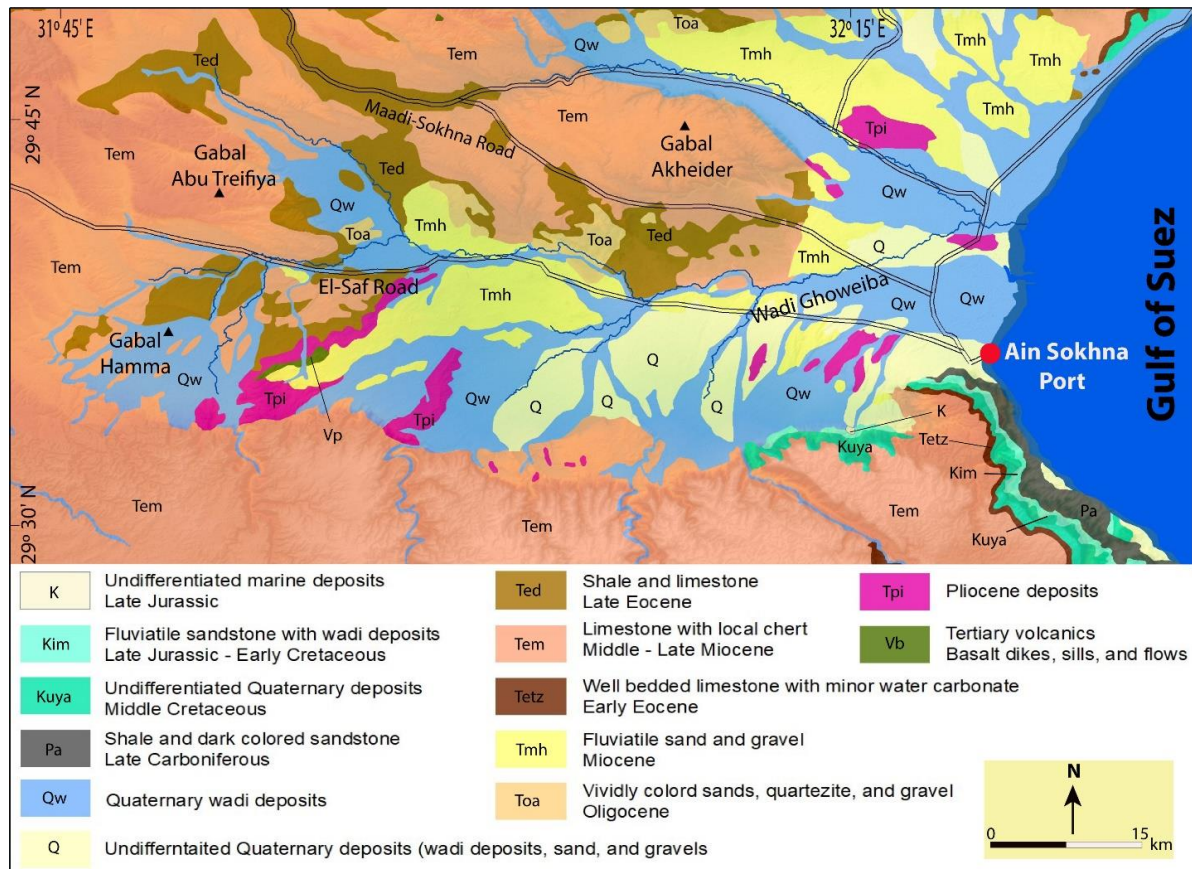 31º 45' E
32º 15' E
29º 45' N
29º 30' N
Ted
Tem
Toa
Qw
Tmh
Tmh
Tmh
Tmh
Tem
Maadi-Sokhna Road
Tem
Gabal
Akheider
Tpi
Tem
Gabal
Abu Treifiya
Ted
Qw
Qw
Toa
Tmh
Toa
Ted
Tmh
Q
Tem
El-Saf Road
Tmh
Wadi Ghoweiba
Qw
Qw
Gabal
Hamma
Qw
Q
Ain Sokhna
Port
Gulf of Suez
Tpi
Vp
Tpi
Qw
Q
Q
Q
Qw
K
Kuya
Tetz
Kim
Tem
Tem
Tem
Kuya
Pa
K
Undifferentiated marine deposits
Late Jurassic
Kim
Fluviatile sandstone with wadi deposits
Late Jurassic - Early Cretaceous
Kuya
Undifferentiated Quaternary deposits
Middle Cretaceous
Pa
Shale and dark colored sandstone
Late Carboniferous
Qw
Quaternary wadi deposits
Q
Undifferntaited Quaternary deposits (wadi deposits, sand, and gravels
Ted
Shale and limestone
Late Eocene
Tem
Limestone with local chert
Middle - Late Miocene
Tetz
Well bedded limestone with minor water carbonate
Early Eocene
Tmh
Fluviatile sand and gravel
Miocene
Toa
Vividly colord sands, quartezite, and gravel
Oligocene
Tpi
Pliocene deposits
Vb
Tertiary volcanics
Basalt dikes, sills, and flows
N
0
15
km